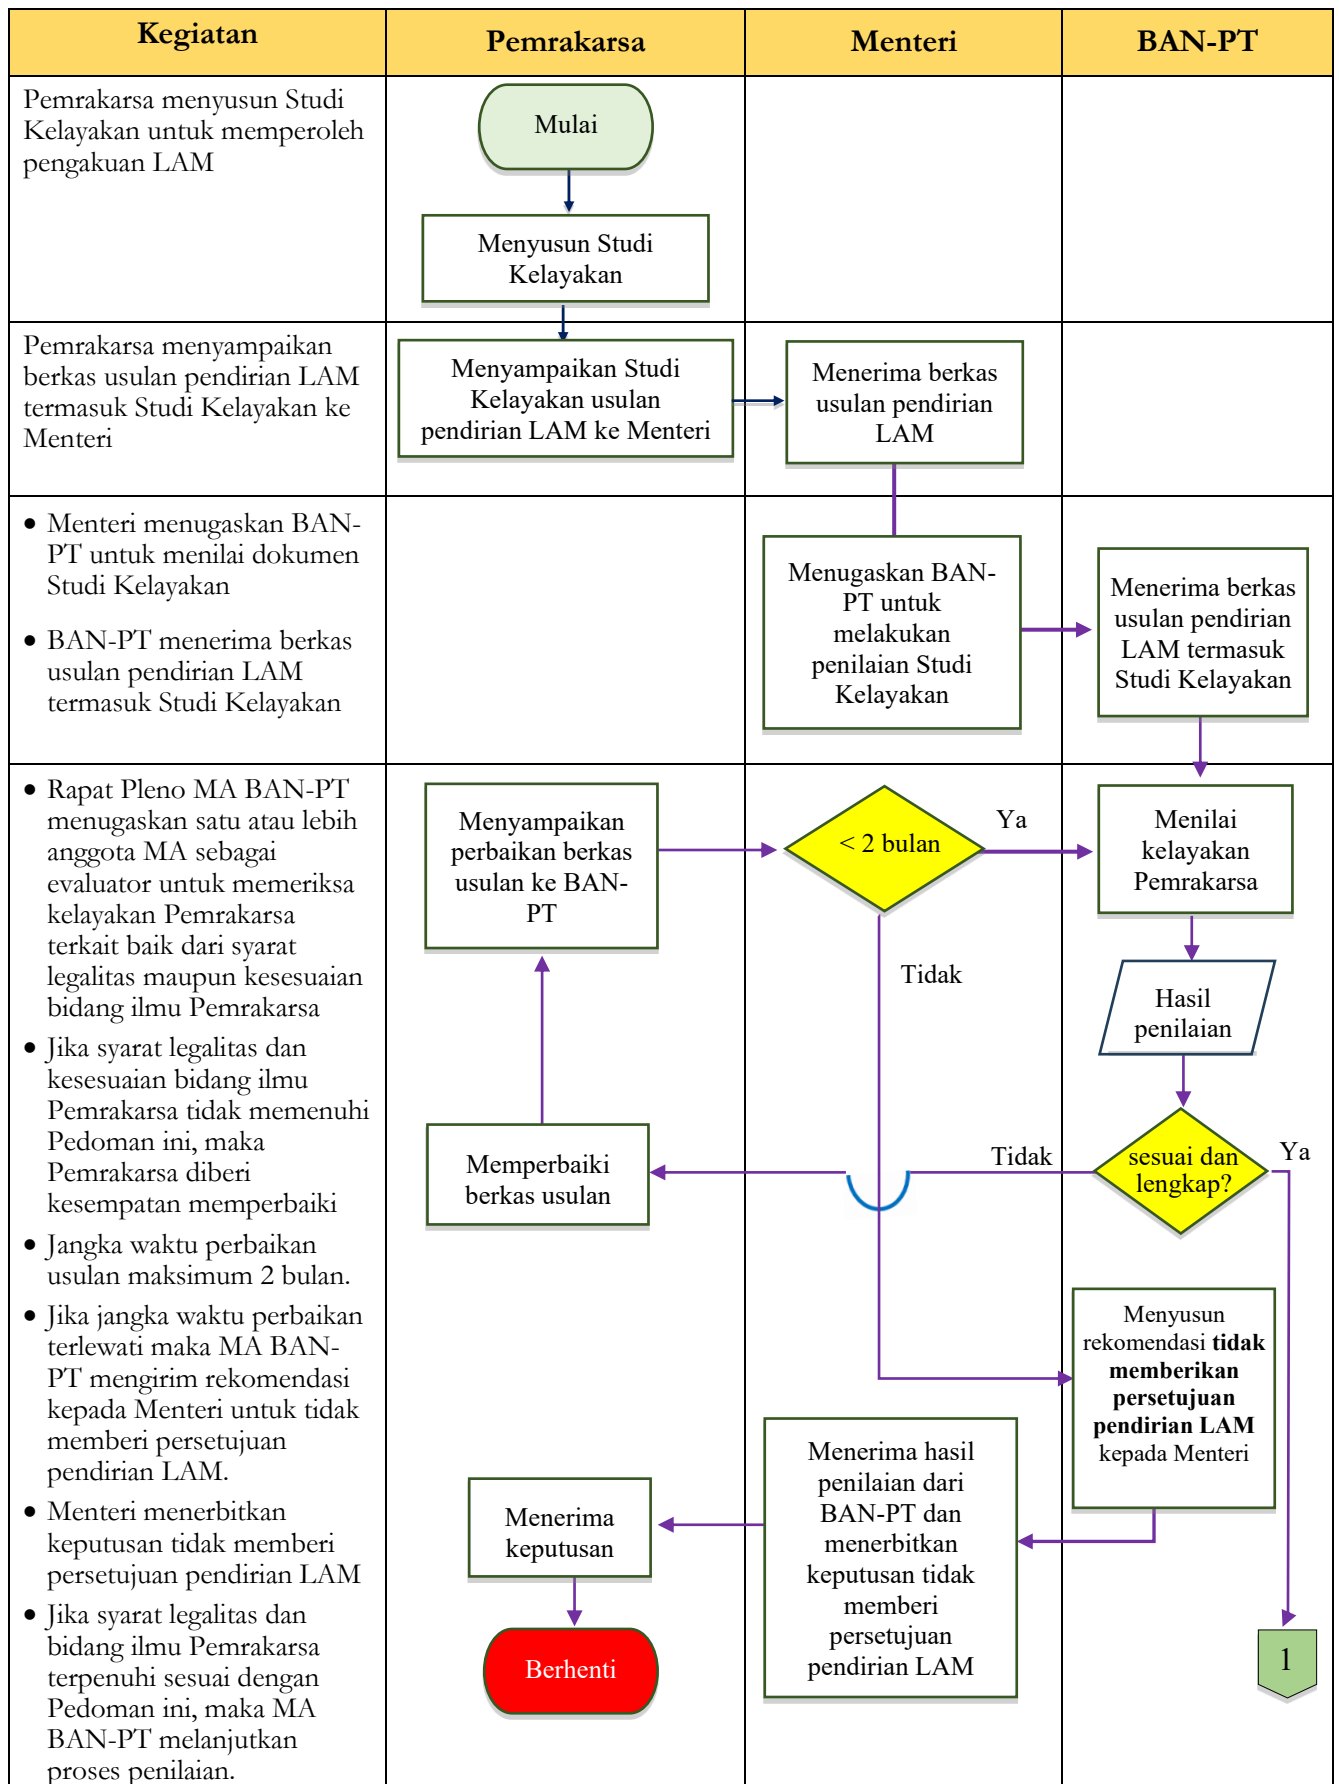 Kegiatan
Pemrakarsa
Menteri
BAN-PT
Pemrakarsa menyusun Studi
Kelayakan untuk memperoleh
pengakuan LAM
Mulai
Menyusun Studi
Kelayakan
Pemrakarsa menyampaikan
berkas usulan pendirian LAM
termasuk Studi Kelayakan ke
Menteri
Menyampaikan Studi
Kelayakan usulan
pendirian LAM ke Menteri
Menerima berkas
usulan pendirian
LAM
• Menteri menugaskan BAN-
PT untuk menilai dokumen
Studi Kelayakan
• BAN-PT menerima berkas
usulan pendirian LAM
termasuk Studi Kelayakan
Menugaskan BAN-
PT untuk
melakukan
penilaian Studi
Kelayakan
Menerima berkas
usulan pendirian
LAM termasuk
Studi Kelayakan
• Rapat Pleno MA BAN-PT
menugaskan satu atau lebih
anggota MA sebagai
evaluator untuk memeriksa
kelayakan Pemrakarsa
terkait baik dari syarat
legalitas maupun kesesuaian
bidang ilmu Pemrakarsa
• Jika syarat legalitas dan
kesesuaian bidang ilmu
Pemrakarsa tidak memenuhi
Pedoman ini, maka
Pemrakarsa diberi
kesempatan memperbaiki
• Jangka waktu perbaikan
usulan maksimum 2 bulan.
• Jika jangka waktu perbaikan
terlewati maka MA BAN-
PT mengirim rekomendasi
kepada Menteri untuk tidak
memberi persetujuan
pendirian LAM.
• Menteri menerbitkan
keputusan tidak memberi
persetujuan pendirian LAM
• Jika syarat legalitas dan
bidang ilmu Pemrakarsa
terpenuhi sesuai dengan
Pedoman ini, maka MA
BAN-PT melanjutkan
proses penilaian.
Menyampaikan
perbaikan berkas
usulan ke BAN-
PT
< 2 bulan
Ya
Menilai
kelayakan
Pemrakarsa
Tidak
Hasil
penilaian
Memperbaiki
berkas usulan
Tidak
sesuai dan
lengkap?
Ya
Menyusun
rekomendasi tidak
memberikan
persetujuan
pendirian LAM
kepada Menteri
Menerima hasil
penilaian dari
BAN-PT dan
menerbitkan
keputusan tidak
memberi
persetujuan
pendirian LAM
Menerima
keputusan
Berhenti
1